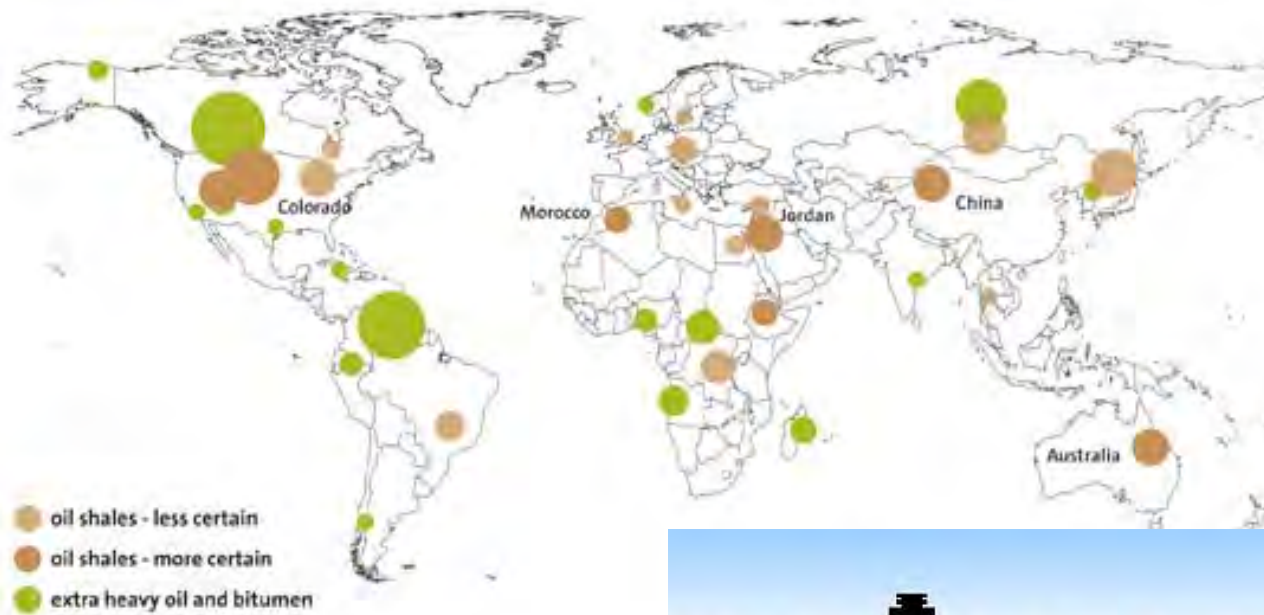 Colorado
Morocco
Jordan
China
Australia
oil shales - less certain
oil shales - more certain
extra heavy oil and bitumen